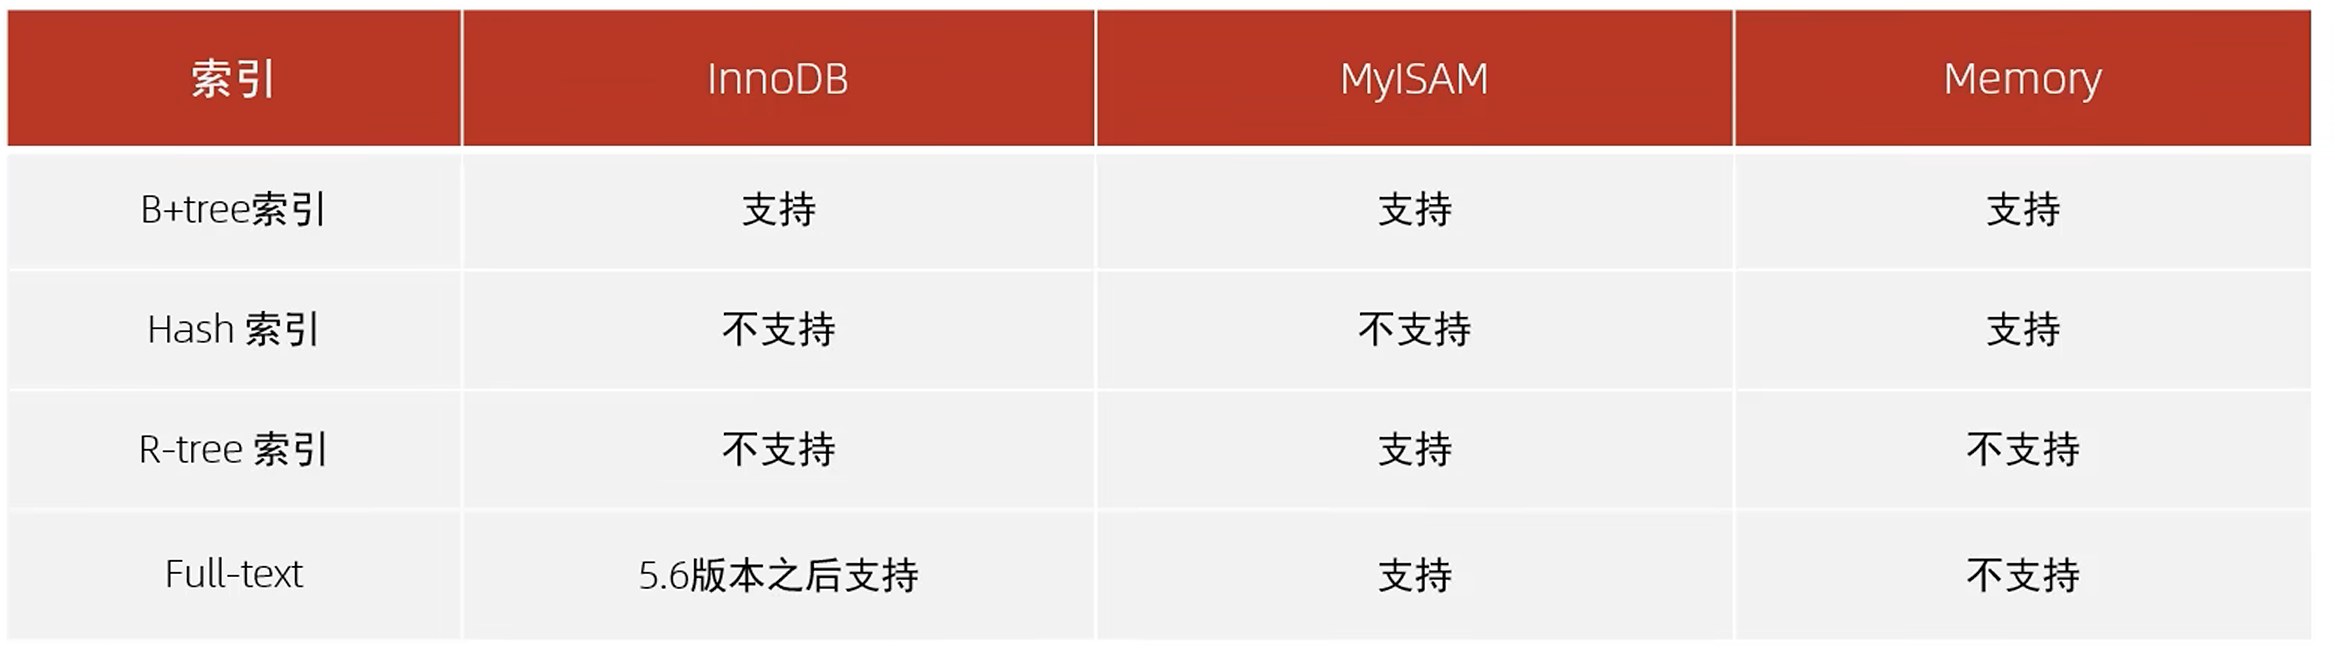 索引 InnoDB MyISAM Memory
B+tree索引 支持 支持 支持
Hash 索引 不支持 不支持 支持
R-tree 索引 不支持 支持 不支持
Full-text 5.6版本之后支持 支持 不支持